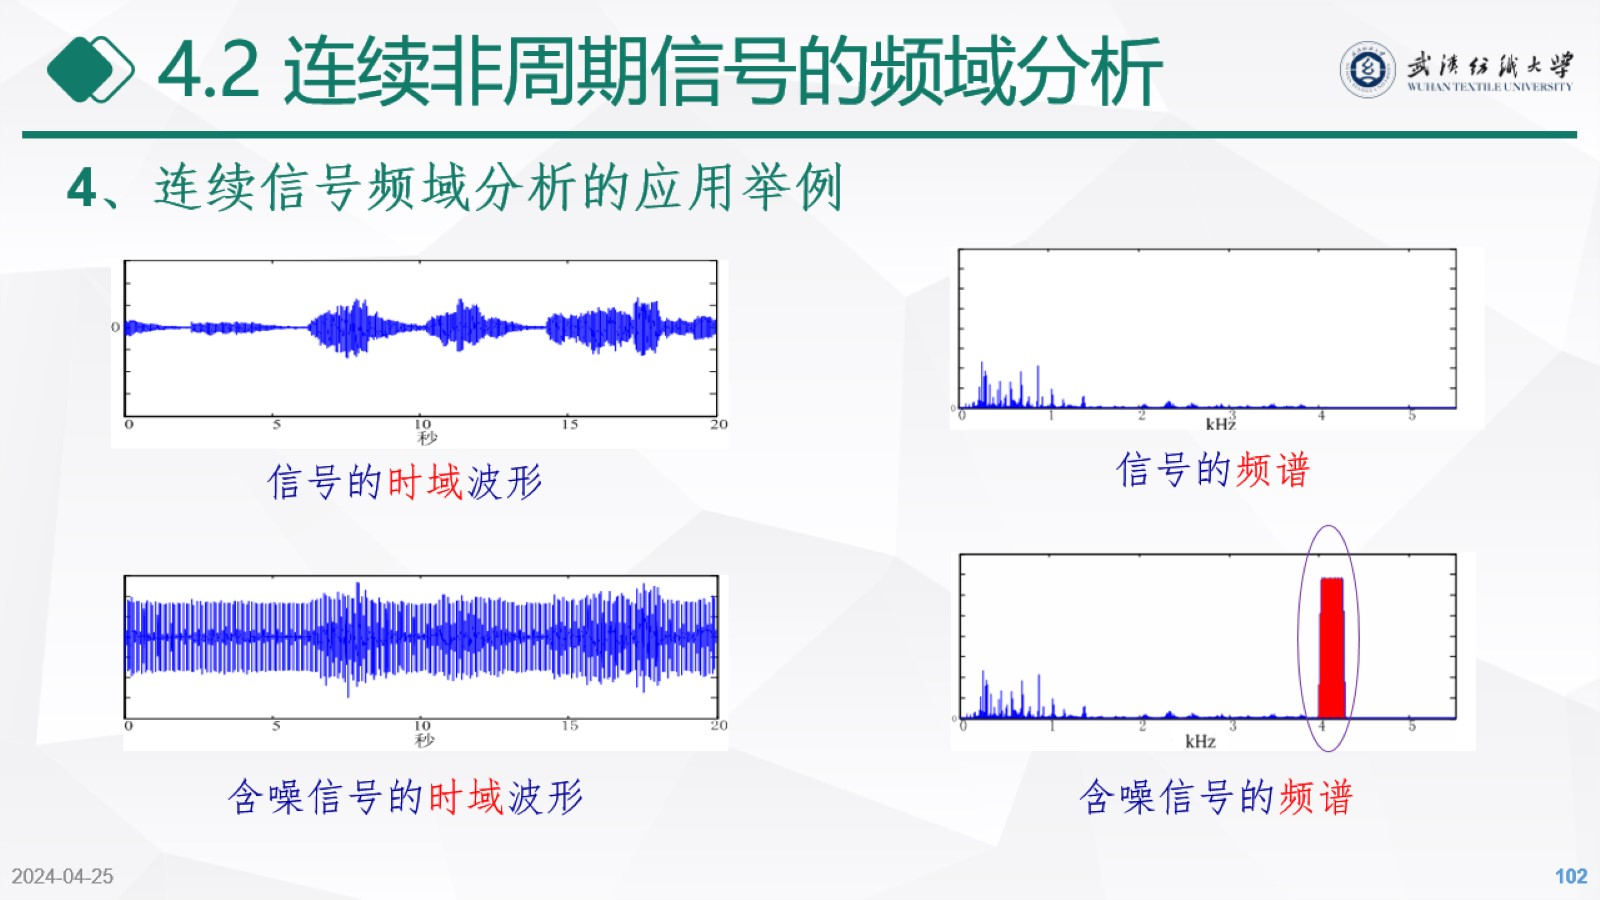 4.2 连续非周期信号的频域分析
武汉纺织大学
WUHAN TEXTILE UNIVERSITY
4、连续信号频域分析的应用举例
0
0 5 10 15 20
秒
信号的时域波形
0
0 1 2 3 4 5
kHz
信号的频谱
0 5 10 15 20
秒
含噪信号的时域波形
0
0 1 2 3 4 5
kHz
含噪信号的频谱
2024-04-25
102